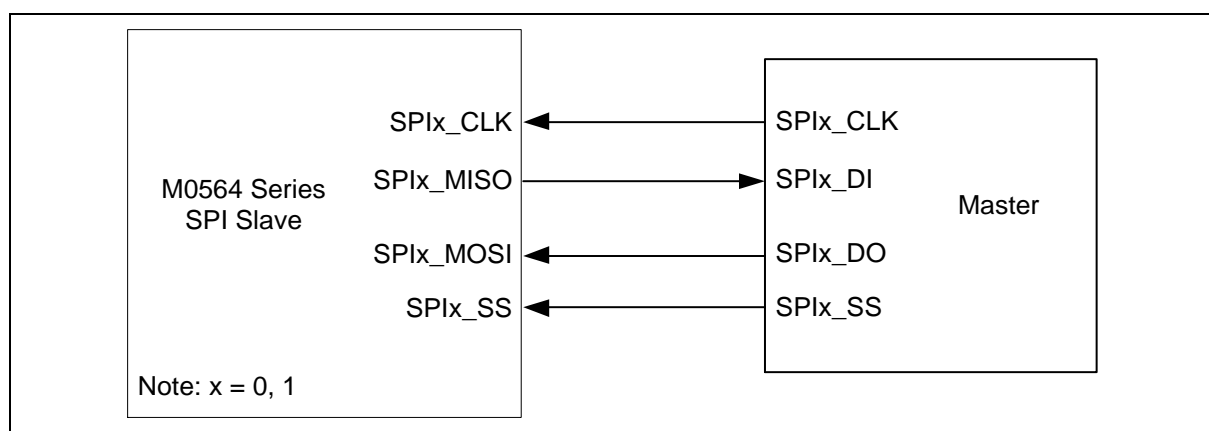 SPIx_CLK
SPIx_MISO
SPIx_MOSI
SPIx_SS
M0564 Series
SPI Slave
Note: x = 0, 1
SPIx_CLK
SPIx_DI
SPIx_DO
SPIx_SS
Master